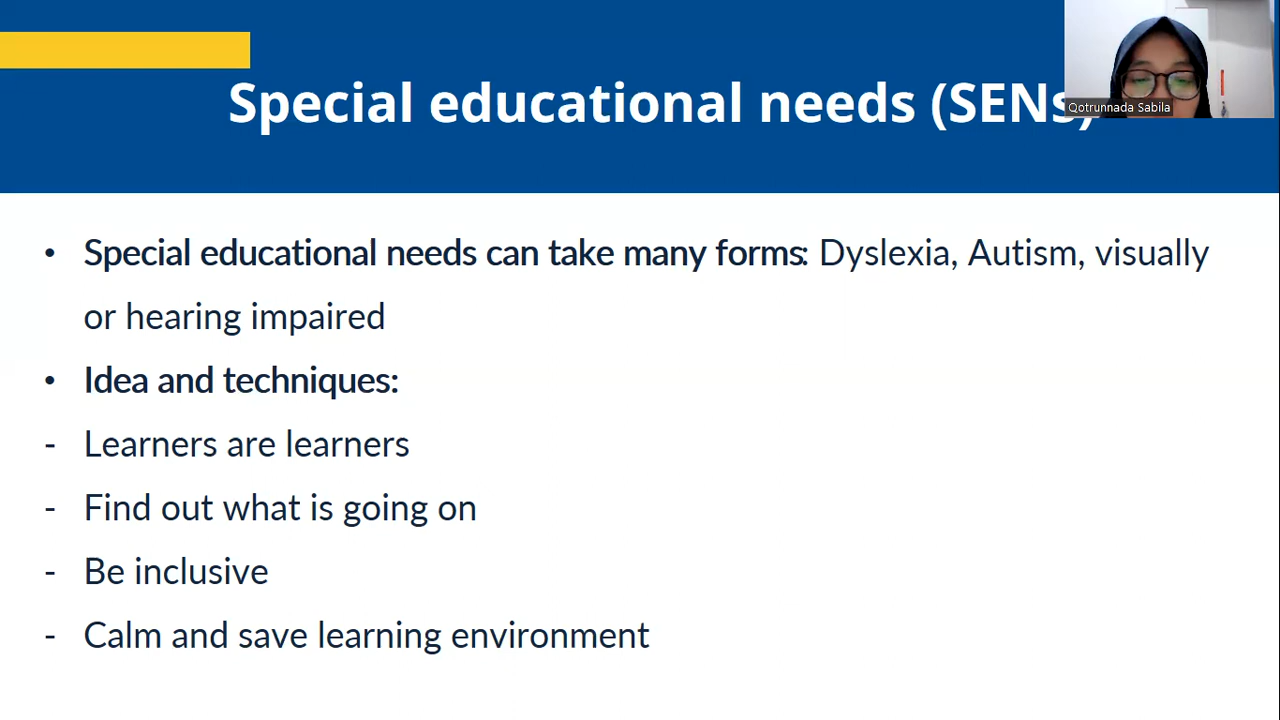 Special educational needs (SENs)
Qotrunnada Sabila
• Special educational needs can take many forms: Dyslexia, Autism, visually
or hearing impaired
• Idea and techniques:
- Learners are learners
- Find out what is going on
- Be inclusive
- Calm and save learning environment